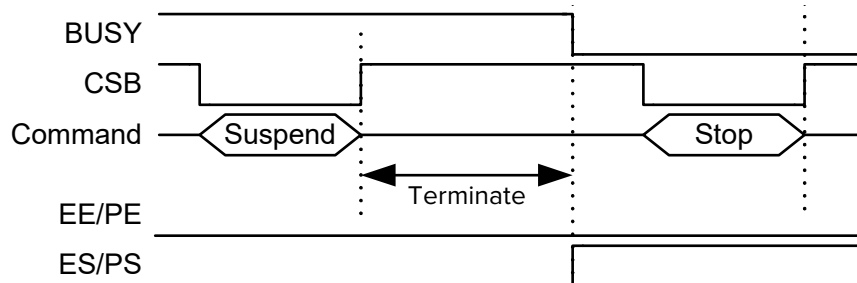 BUSY
CSB
Command Suspend Stop
Terminate
EE/PE
ES/PS